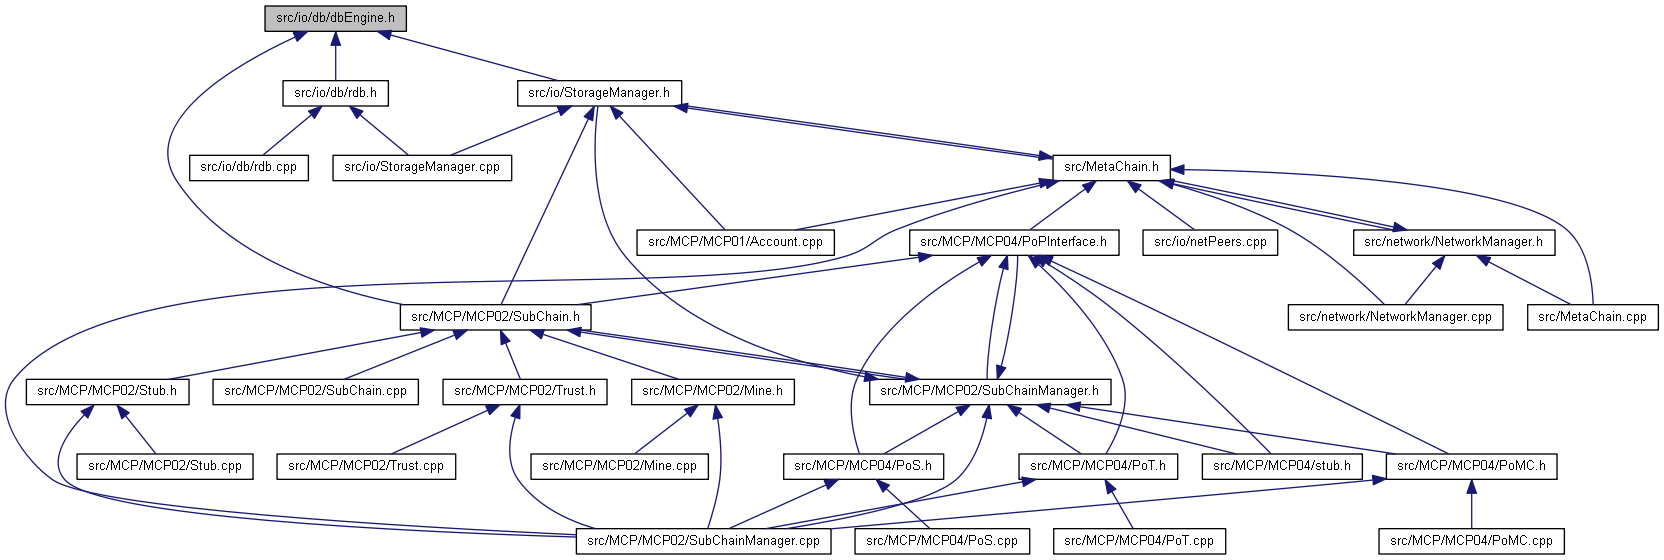 src/io/db/dbEngine.h
src/io/db/rdb.h
src/io/StorageManager.h
src/io/db/rdb.cpp
src/io/StorageManager.cpp
src/MetaChain.h
src/MCP/MCP01/Account.cpp
src/MCP/MCP04/PoPInterface.h
src/io/netPeers.cpp
src/network/NetworkManager.h
src/MCP/MCP02/SubChain.h
src/network/NetworkManager.cpp
src/MetaChain.cpp
src/MCP/MCP02/Stub.h
src/MCP/MCP02/SubChain.cpp
src/MCP/MCP02/Trust.h
src/MCP/MCP02/Mine.h
src/MCP/MCP02/SubChainManager.h
src/MCP/MCP02/Stub.cpp
src/MCP/MCP02/Trust.cpp
src/MCP/MCP02/Mine.cpp
src/MCP/MCP04/PoS.h
src/MCP/MCP04/PoT.h
src/MCP/MCP04/stub.h
src/MCP/MCP04/PoMC.h
src/MCP/MCP02/SubChainManager.cpp
src/MCP/MCP04/PoS.cpp
src/MCP/MCP04/PoT.cpp
src/MCP/MCP04/PoMC.cpp